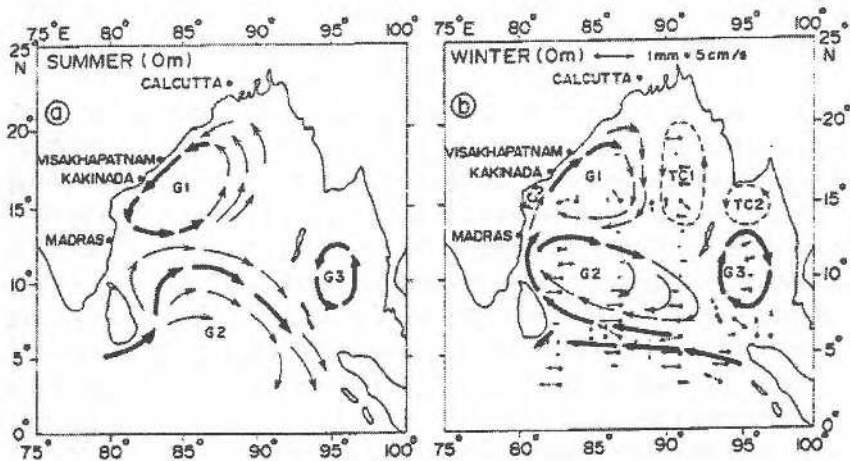 75° 80° 85° 90° 95° 100°
25°
N
SUMMER (0m)
CALCUTTA
a
20°
VISAKHAPATNAM
KAKINADA
G1
15°
MADRAS
10°
G3
G2
5°
0°
75°E 80° 85° 90° 95° 100°
75° 80° 85° 90° 95° 100°
WINTER (0m) 1mm = 5cm/s
25°
N
CALCUTTA
b
20°
VISAKHAPATNAM
KAKINADA
G1
TC1
TC2
15°
MADRAS
G2
G3
10°
5°
0°
75°E 80° 85° 90° 95° 100°